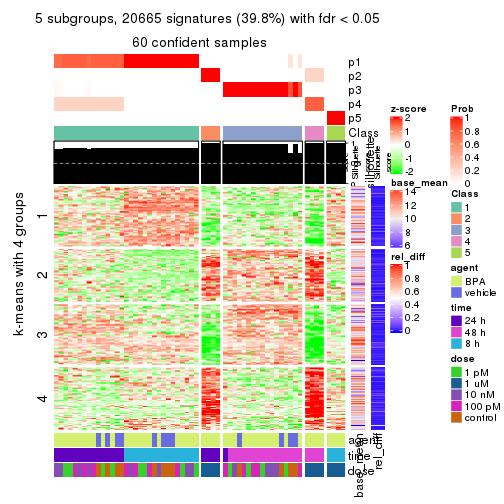 5 subgroups, 20665 signatures (39.8%) with fdr < 0.05
60 confident samples
p1
p2
p3
p4
p5
Class
1
Silhouette
score
k-means with 4 groups
1
2
3
4
agent
time
dose
base_mean
rel_diff
z-score
2
1
0
-1
-2
base_mean
14
12
10
8
6
rel_diff
1
0.8
0.6
0.4
0.2
0
Prob
1
0.8
0.6
0.4
0.2
0
Class
1
2
3
4
5
agent
BPA
vehicle
time
24 h
48 h
8 h
dose
1 pM
1 uM
10 nM
100 pM
control